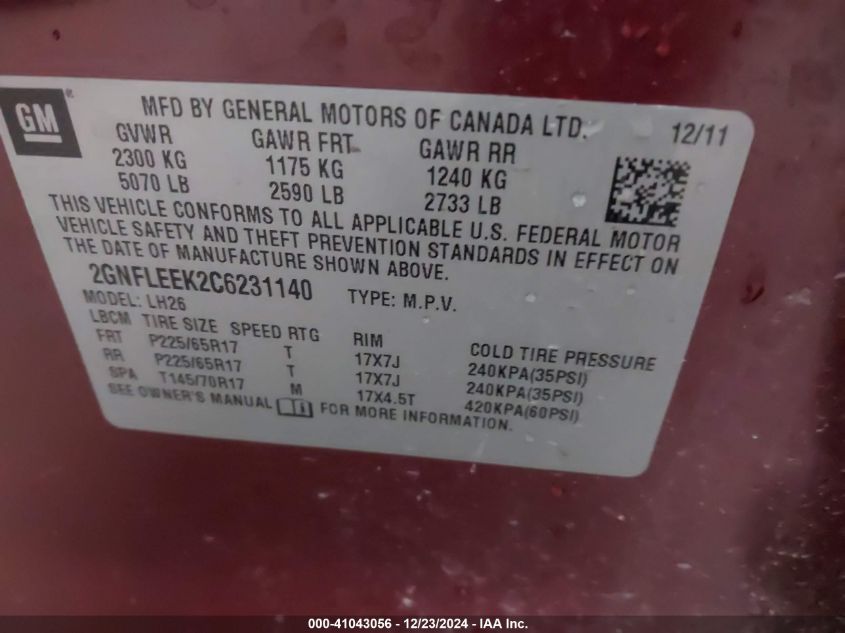 GM®
MFD BY GENERAL MOTORS OF CANADA LTD. 12/11
GVWR GAWR FRT GAWR RR
2300 KG 1175 KG 1240 KG
5070 LB 2590 LB 2733 LB
THIS VEHICLE CONFORMS TO ALL APPLICABLE U.S. FEDERAL MOTOR
VEHICLE SAFETY AND THEFT PREVENTION STANDARDS IN EFFECT ON
THE DATE OF MANUFACTURE SHOWN ABOVE.
2GNFLEEK2C6231140 TYPE: M.P.V.
MODEL: LH26
LBCM TIRE SIZE SPEED RTG RIM COLD TIRE PRESSURE
FRT P225/65R17 T 17X7J 240KPA(35PSI)
RR P225/65R17 T 17X7J 240KPA(35PSI)
SPA T145/70R17 M 17X4.5T 420KPA(60PSI)
SEE OWNER'S MANUAL FOR MORE INFORMATION.
000-41043056 - 12/23/2024 - IAA, Inc.